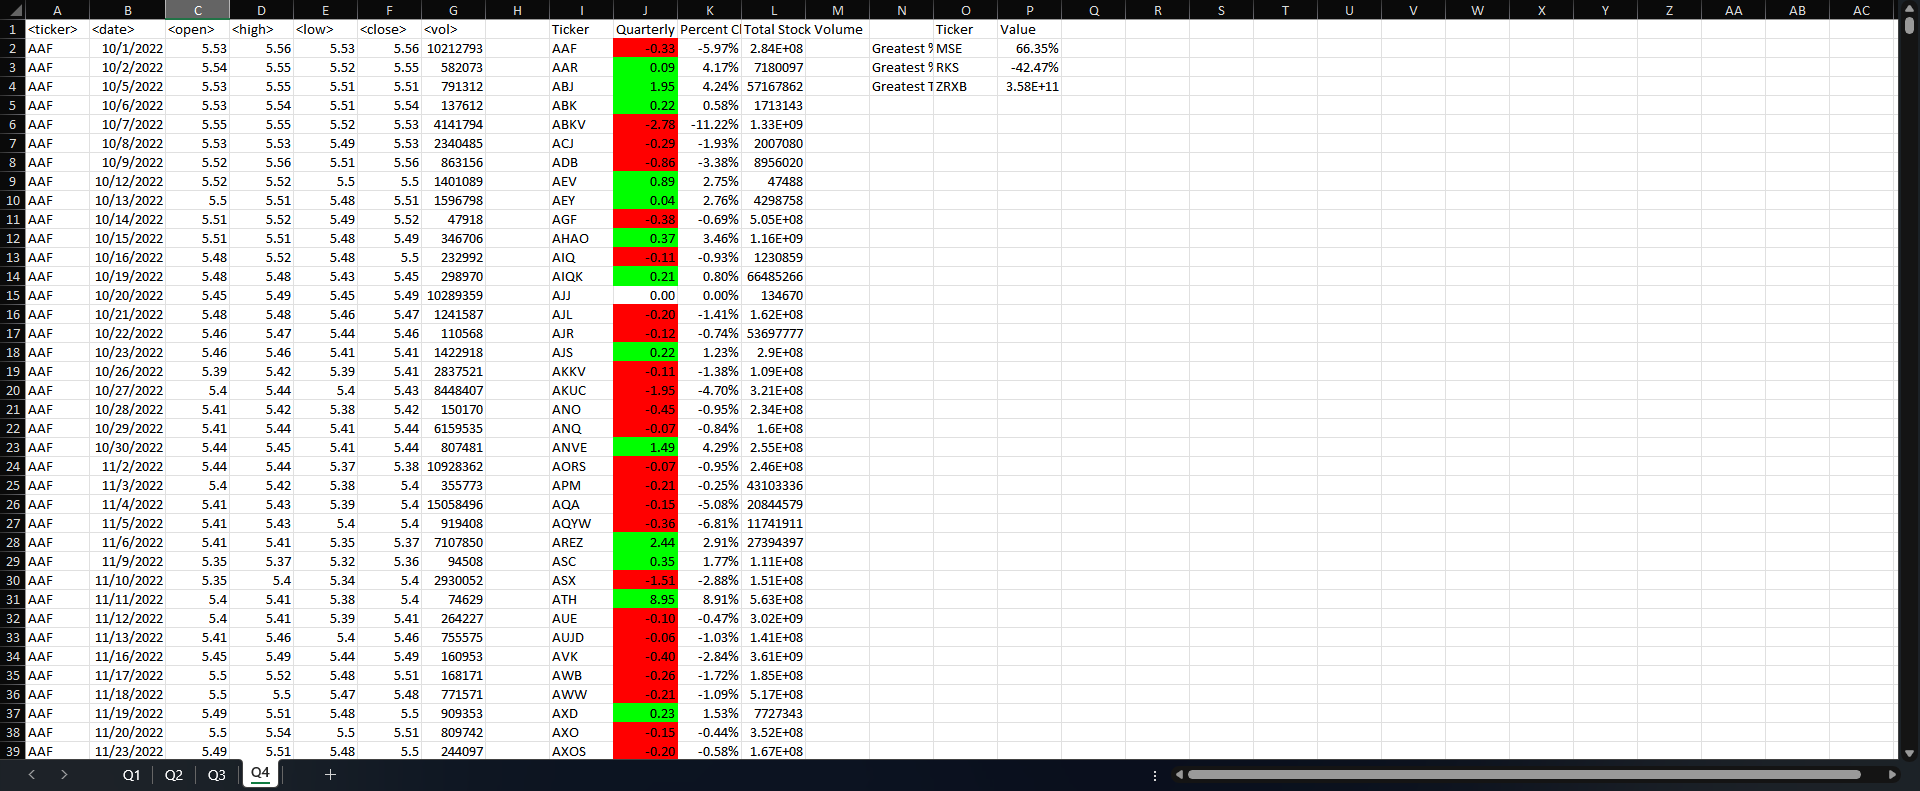 A B C D E F G H I J K L M N O P Q R S T U V W X Y Z AA AB AC
1 <ticker> <date> <open> <high> <low> <close> <vol> Ticker Quarterly Percent Cl Total Stock Volume Ticker Value
2 AAF 10/1/2022 5.53 5.56 5.53 5.56 10212793 AAF -0.33 -5.97% 2.84E+08 Greatest % MSE 66.35%
3 AAF 10/2/2022 5.54 5.55 5.52 5.55 582073 AAR 0.09 4.17% 7180097 Greatest % RKS -42.47%
4 AAF 10/5/2022 5.53 5.55 5.51 5.51 791312 ABJ 1.95 4.24% 57167862 Greatest T ZRXB 3.58E+11
5 AAF 10/6/2022 5.53 5.54 5.51 5.54 137612 ABK 0.22 0.58% 1713143
6 AAF 10/7/2022 5.55 5.55 5.52 5.53 4141794 ABKV -2.78 -11.22% 1.33E+09
7 AAF 10/8/2022 5.53 5.53 5.49 5.53 2340485 ACJ -0.29 -1.93% 2007080
8 AAF 10/9/2022 5.52 5.56 5.51 5.56 863156 ADB -0.86 -3.38% 8956020
9 AAF 10/12/2022 5.52 5.52 5.5 5.5 1401089 AEV 0.89 2.75% 47488
10 AAF 10/13/2022 5.5 5.51 5.48 5.51 1596798 AEY 0.04 2.76% 4298758
11 AAF 10/14/2022 5.51 5.52 5.49 5.52 47918 AGF -0.38 -0.69% 5.05E+08
12 AAF 10/15/2022 5.51 5.51 5.48 5.49 346706 AHAO 0.37 3.46% 1.16E+09
13 AAF 10/16/2022 5.48 5.52 5.48 5.5 232992 AIQ -0.11 -0.93% 1230859
14 AAF 10/19/2022 5.48 5.48 5.43 5.45 298970 AIQK 0.21 0.80% 66485266
15 AAF 10/20/2022 5.45 5.49 5.45 5.49 10289359 AJJ 0.00 0.00% 134670
16 AAF 10/21/2022 5.48 5.48 5.46 5.47 1241587 AJL -0.20 -1.41% 1.62E+08
17 AAF 10/22/2022 5.46 5.47 5.44 5.46 110568 AJR -0.12 -0.74% 53697777
18 AAF 10/23/2022 5.46 5.46 5.41 5.41 1422918 AJS 0.22 1.23% 2.9E+08
19 AAF 10/26/2022 5.39 5.42 5.39 5.41 2837521 AKKV -0.11 -1.38% 1.09E+08
20 AAF 10/27/2022 5.4 5.44 5.4 5.43 8448407 AKUC -1.95 -4.70% 3.21E+08
21 AAF 10/28/2022 5.41 5.42 5.38 5.42 150170 ANO -0.45 -0.95% 2.34E+08
22 AAF 10/29/2022 5.41 5.44 5.41 5.44 6159535 ANQ -0.07 -0.84% 1.6E+08
23 AAF 10/30/2022 5.44 5.45 5.41 5.44 807481 ANVE 1.49 4.29% 2.55E+08
24 AAF 11/2/2022 5.44 5.44 5.37 5.38 10928362 AORS -0.07 -0.95% 2.46E+08
25 AAF 11/3/2022 5.4 5.42 5.38 5.4 355773 APM -0.21 -0.25% 43103336
26 AAF 11/4/2022 5.41 5.43 5.39 5.4 15058496 AQA -0.15 -5.08% 20844579
27 AAF 11/5/2022 5.41 5.43 5.4 5.4 919408 AQYW -0.36 -6.81% 11741911
28 AAF 11/6/2022 5.41 5.41 5.35 5.37 7107850 AREZ 2.44 2.91% 27394397
29 AAF 11/9/2022 5.35 5.37 5.32 5.36 94508 ASC 0.35 1.77% 1.11E+08
30 AAF 11/10/2022 5.35 5.4 5.34 5.4 2930052 ASX -1.51 -2.88% 1.51E+08
31 AAF 11/11/2022 5.4 5.41 5.38 5.4 74629 ATH 8.95 8.91% 5.63E+08
32 AAF 11/12/2022 5.4 5.41 5.39 5.41 264227 AUE -0.10 -0.47% 3.02E+09
33 AAF 11/13/2022 5.41 5.46 5.4 5.46 755575 AUJD -0.06 -1.03% 1.41E+08
34 AAF 11/16/2022 5.45 5.49 5.44 5.49 160953 AVK -0.40 -2.84% 3.61E+09
35 AAF 11/17/2022 5.5 5.52 5.48 5.51 168171 AWB -0.26 -1.72% 1.85E+08
36 AAF 11/18/2022 5.5 5.5 5.47 5.48 771571 AWW -0.21 -1.09% 5.17E+08
37 AAF 11/19/2022 5.49 5.51 5.48 5.5 909353 AXD 0.23 1.53% 7727343
38 AAF 11/20/2022 5.5 5.54 5.5 5.51 809742 AXO -0.15 -0.44% 3.52E+08
39 AAF 11/23/2022 5.49 5.51 5.48 5.5 244097 AXOS -0.20 -0.58% 1.67E+08
Q1 Q2 Q3 Q4